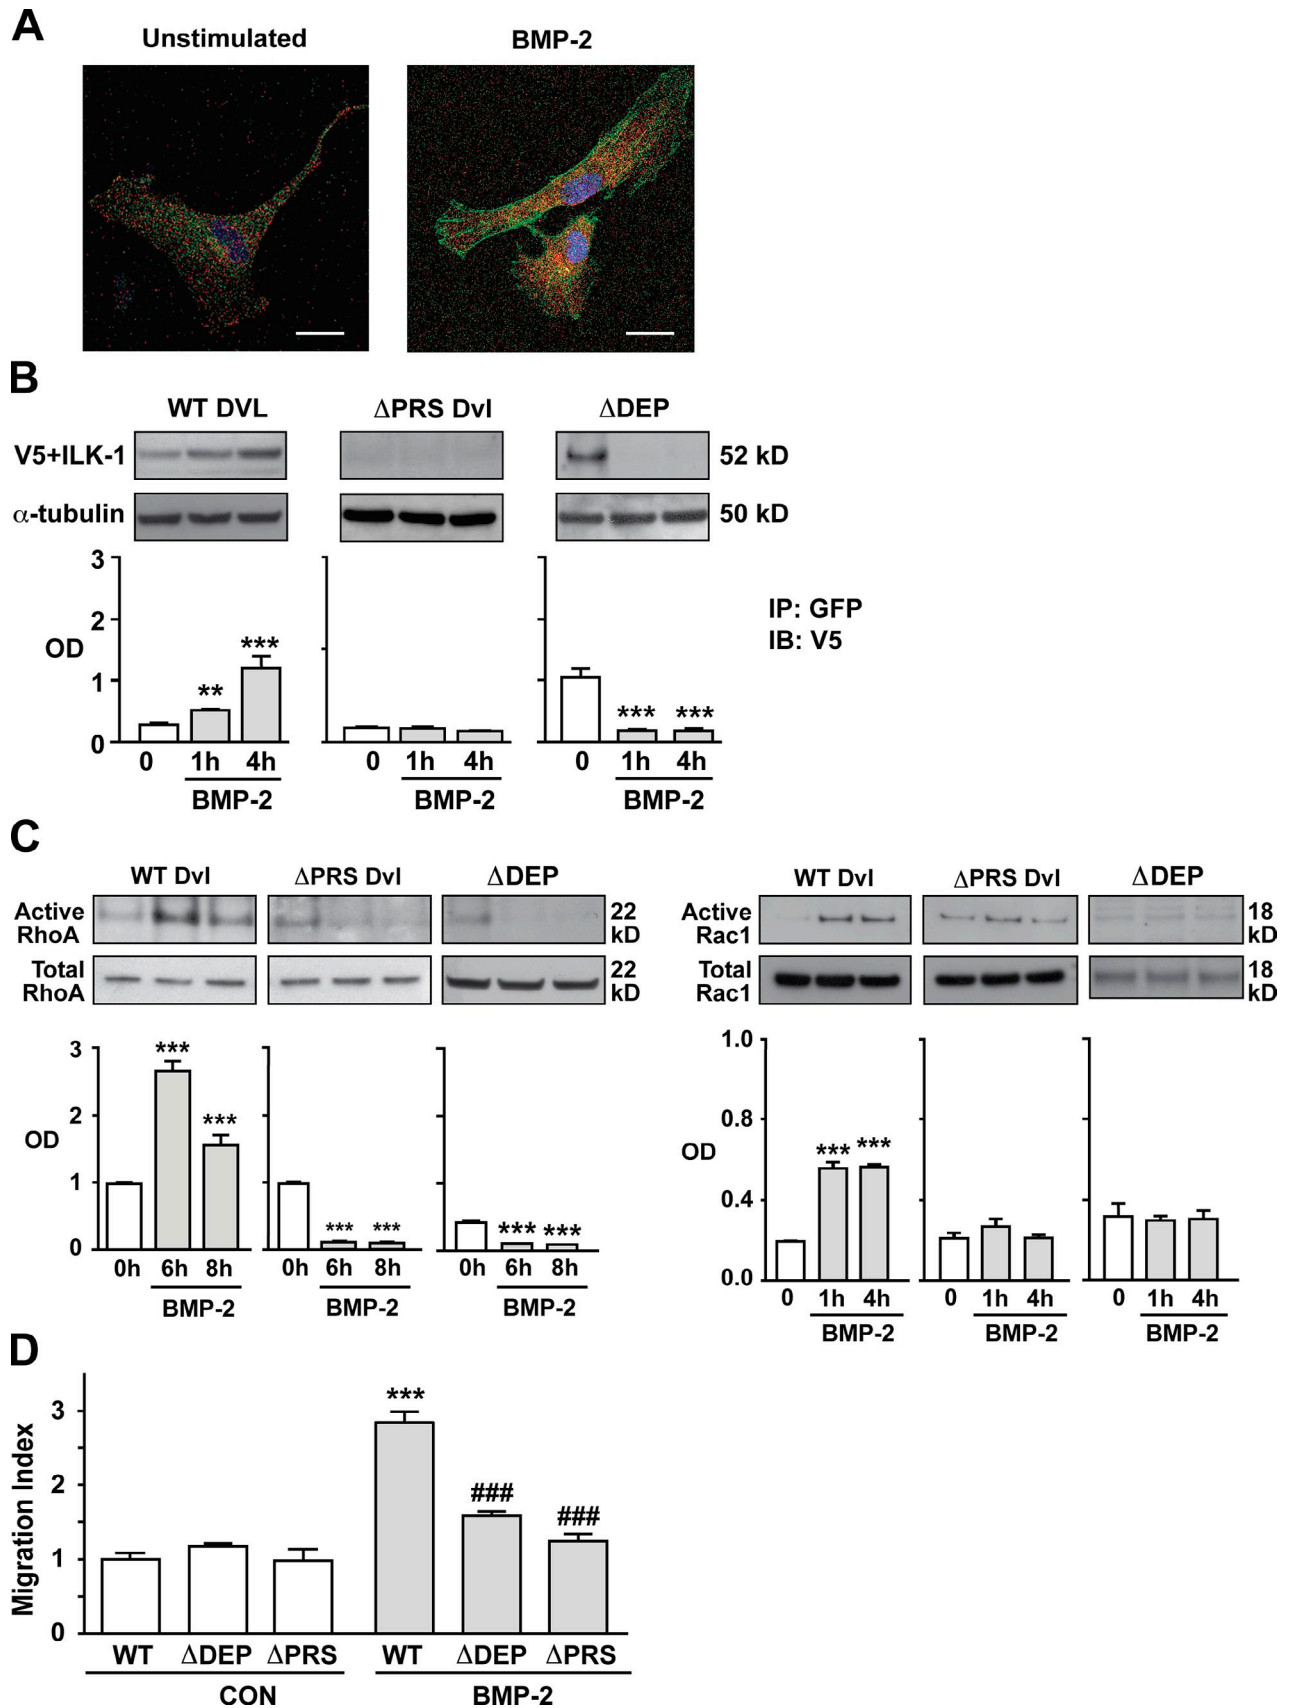 A
Unstimulated
BMP-2
B
WT DVL
ΔPRS Dvl
ΔDEP
V5+ILK-1
52 kD
α-tubulin
50 kD
3
2
1
0
OD
** ***
*** ***
IP: GFP
IB: V5
0 1h 4h
BMP-2
0 1h 4h
BMP-2
0 1h 4h
BMP-2
C
WT Dvl
ΔPRS Dvl
ΔDEP
Active
RhoA
22
kD
Total
RhoA
22
kD
3
2
1
0
OD
*** ***
*** ***
*** ***
0h 6h 8h
BMP-2
0h 6h 8h
BMP-2
0h 6h 8h
BMP-2
WT Dvl
ΔPRS Dvl
ΔDEP
Active
Rac1
18
kD
Total
Rac1
18
kD
1.0
0.8
0.4
0.0
OD
*** ***
0 1h 4h
BMP-2
0 1h 4h
BMP-2
0 1h 4h
BMP-2
D
Migration Index
3
2
1
0
***
###
###
WT ΔDEP ΔPRS
CON
WT ΔDEP ΔPRS
BMP-2